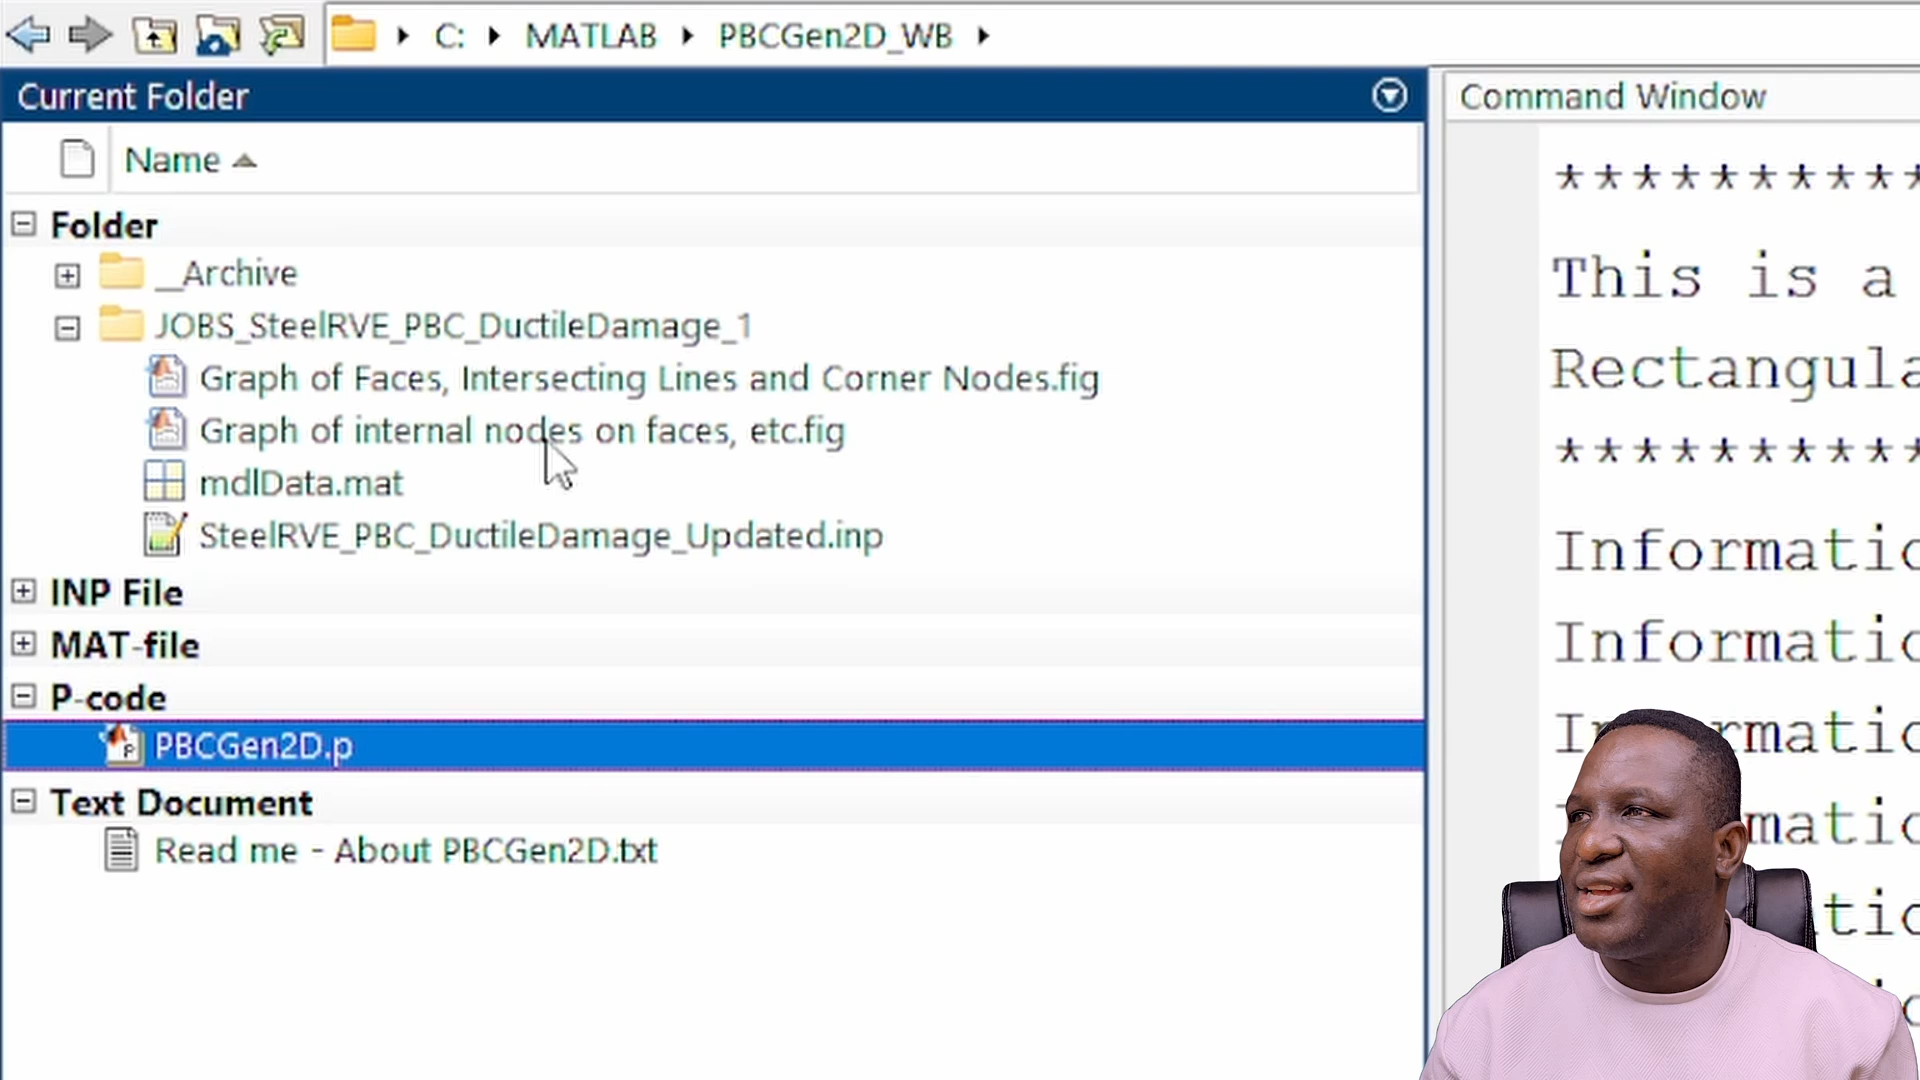 C: MATLAB PBCGen2D_WB
Current Folder
Command Window
Name
Folder
__Archive
JOBS_SteelRVE_PBC_DuctileDamage_1
Graph of Faces, Intersecting Lines and Corner Nodes.fig
Graph of internal nodes on faces, etc.fig
mdlData.mat
SteelRVE_PBC_DuctileDamage_Updated.inp
INP File
MAT-file
P-code
PBCGen2D.p
Text Document
Read me - About PBCGen2D.txt
**********
This is a
Rectangula
**********
Informatic
Informatic